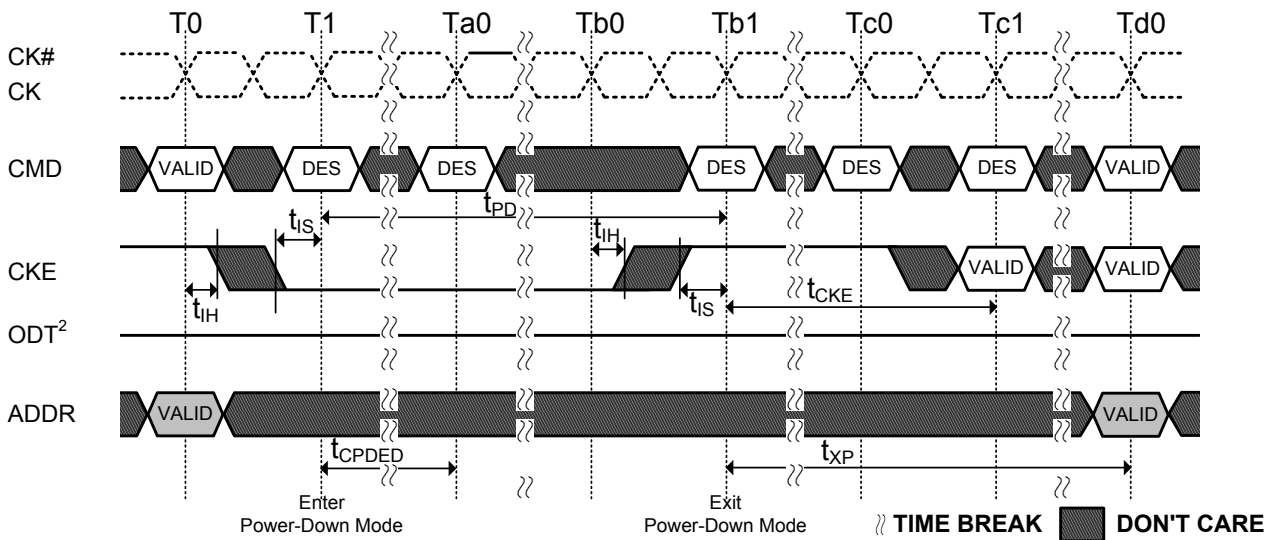 T0 T1 Ta0 Tb0 Tb1 Tc0 Tc1 Td0
CK#
CK
CMD VALID DES DES DES DES DES VALID
tPD
tIS tIH
CKE VALID VALID
tIH tIS tCKE
ODT2
ADDR VALID VALID
tCPDED tXP
Enter Power-Down Mode
Exit Power-Down Mode
TIME BREAK DON'T CARE